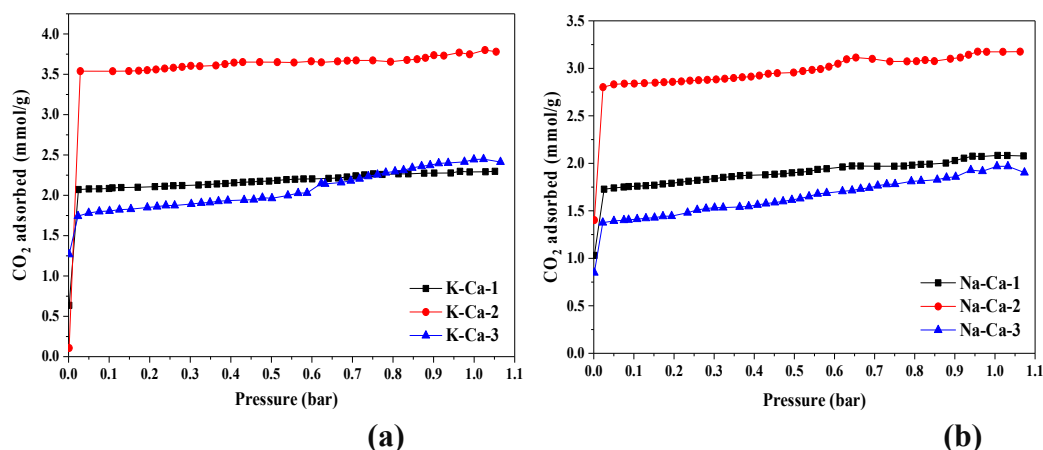 4.0
3.5
3.0
2.5
2.0
1.5
1.0
0.5
0.0
CO₂ adsorbed (mmol/g)
K-Ca-1
K-Ca-2
K-Ca-3
0.0 0.1 0.2 0.3 0.4 0.5 0.6 0.7 0.8 0.9 1.0 1.1
Pressure (bar)
(a)
3.5
3.0
2.5
2.0
1.5
1.0
0.5
0.0
CO₂ adsorbed (mmol/g)
Na-Ca-1
Na-Ca-2
Na-Ca-3
0.0 0.1 0.2 0.3 0.4 0.5 0.6 0.7 0.8 0.9 1.0 1.1
Pressure (bar)
(b)